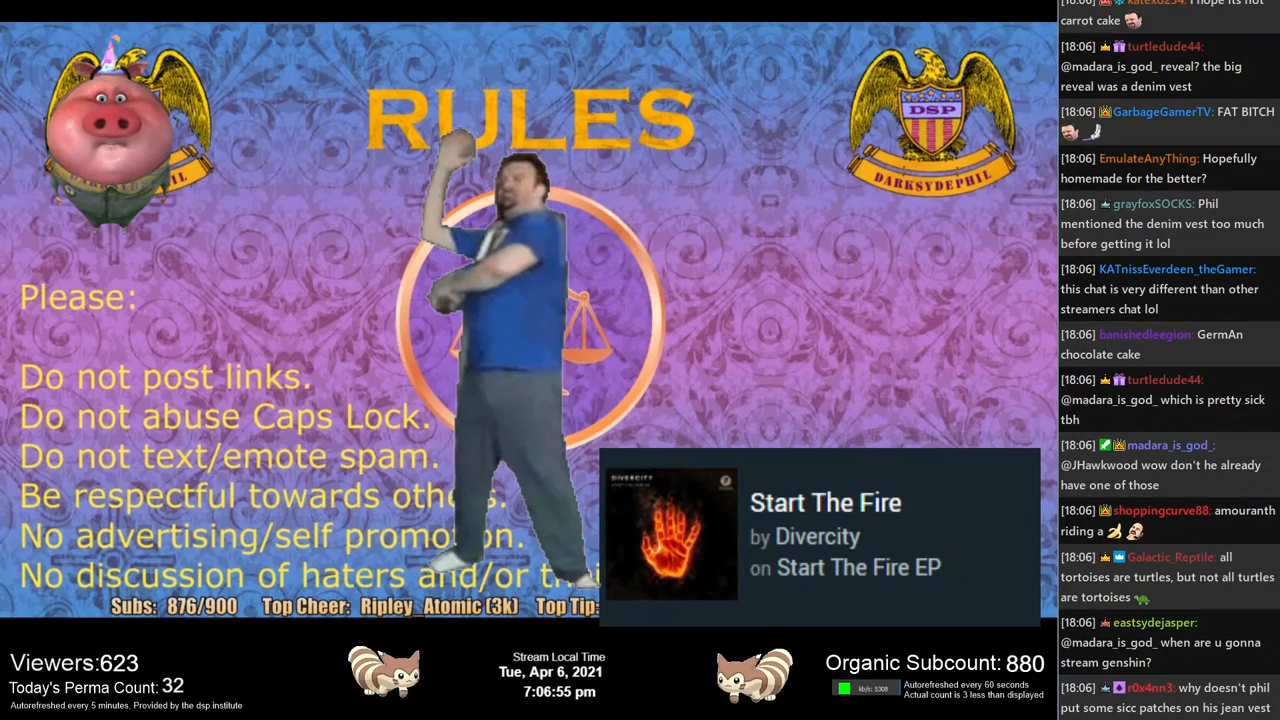 RULES
DSP
DARKSYDEPHIL
Please:
Do not post links.
Do not abuse Caps Lock.
Do not text/emote spam.
Be respectful towards others.
No advertising/self promotion.
No discussion of haters and/or
Subs: 876/900 Top Cheer: Ripley_Atomic (3k) Top Tip:
DIVERCITY
Start The Fire
by Divercity
on Start The Fire EP
Viewers:623
Today's Perma Count: 32
Autorefreshed every 5 minutes. Provided by the dsp.institute
Stream Local Time
Tue, Apr 6, 2021
7:06:55 pm
Organic Subcount: 880
kb/s: 5308
Autorefreshed every 60 seconds
Actual count is 3 less than displayed
carrot cake
[18:06] turtledude44:
@madara_is_god_ reveal? the big
reveal was a denim vest
[18:06] GarbageGamerTV: FAT BITCH
[18:06] EmulateAnyThing: Hopefully
homemade for the better?
[18:06] grayfoxSOCKS: Phil
mentioned the denim vest too much
before getting it lol
[18:06] KATnissEverdeen_theGamer:
this chat is very different than other
streamers chat lol
[18:06] banishedleegion: GermAn
chocolate cake
[18:06] turtledude44:
@madara_is_god_ which is pretty sick
tbh
[18:06] madara_is_god_:
@JHawkwood wow don't he already
have one of those
[18:06] shoppingcurve88: amouranth
riding a
[18:06] Galactic_Reptile: all
tortoises are turtles, but not all turtles
are tortoises
[18:06] eastsydejasper:
@madara_is_god_ when are u gonna
stream genshin?
[18:06] r0x4nn3: why doesn't phil
put some sicc patches on his jean vest